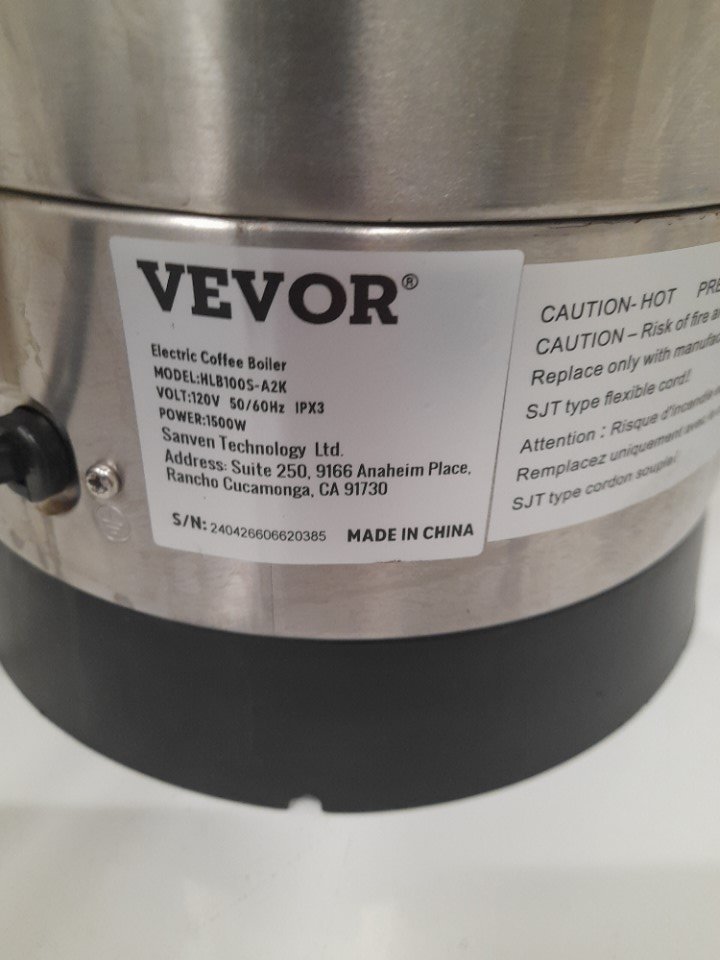 VEVOR®
Electric Coffee Boiler
MODEL:HLB100S-A2K
VOLT:120V 50/60Hz IPX3
POWER:1500W
Sanven Technology Ltd.
Address: Suite 250, 9166 Anaheim Place,
Rancho Cucamonga, CA 91730
S/N: 240426606620385 MADE IN CHINA
CAUTION-HOT
CAUTION – Risk of fire
Replace only with
SJT type flexible cord!
Attention : Risque d'incendie
Remplacez uniquement
SJT type cordon souple!